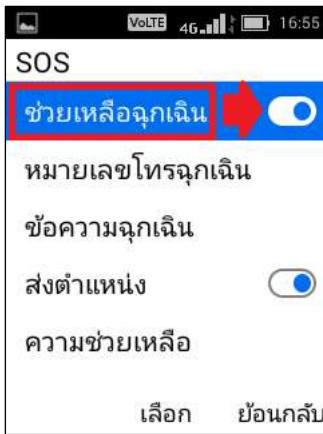 VoLTE 4G 16:55
SOS
ช่วยเหลือฉุกเฉิน
หมายเลขโทรฉุกเฉิน
ข้อความฉุกเฉิน
ส่งตำแหน่ง
ความช่วยเหลือ
เลือก ย้อนกลับ